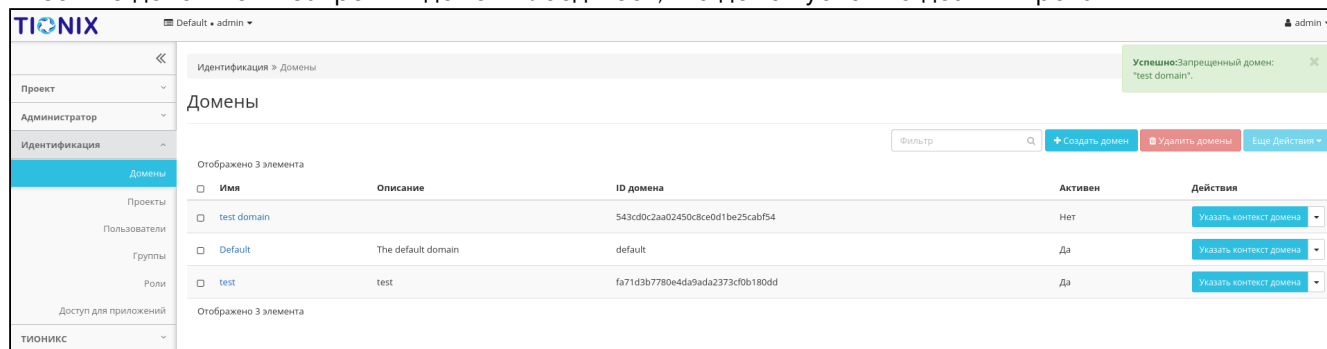 TIONIX
Default • admin
admin
Идентификация » Домены
Успешно:Запрещенный домен:
"test domain".
Проект
Администратор
Идентификация
Домены
Проекты
Пользователи
Группы
Роли
Доступ для приложений
ТИОНИКС
Домены
Фильтр
Создать домен
Удалить домены
Еще Действия
Отображено 3 элемента
Имя Описание ID домена Активен Действия
test domain 543cd0c2aa02450c8ce0d1be25cabf54 Нет Указать контекст домена
Default The default domain default Да Указать контекст домена
test test fa71d3b7780e4da9ada2373cf0b180dd Да Указать контекст домена
Отображено 3 элемента